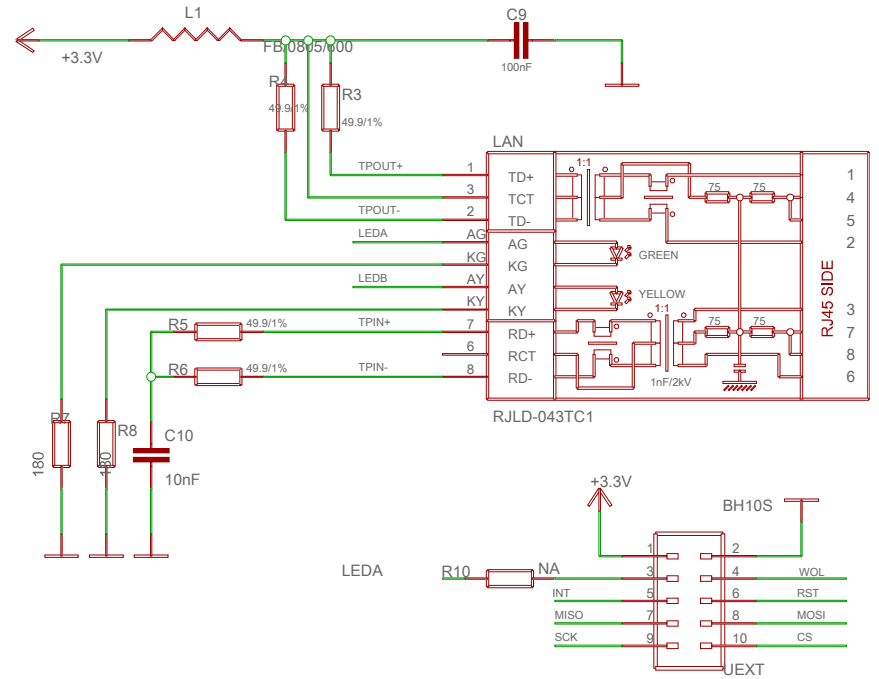 L1
C9
+3.3V
FB 0805/600
100nF
R4
R3
49.9/1%
49.9/1%
LAN
1:1
TPOUT+ 1 TD+ 75 75 1
3 TCT 4
TPOUT- 2 TD- 5
LEDA AG AG 2
KG KG GREEN
LEDB AY AY
YELLOW
KY KY 1:1 3
R5 49.9/1% TPIN+ 7 RD+ 75 75 7
6 RCT 8
R6 49.9/1% TPIN- 8 RD- 6
1nF/2kV
RJ45 SIDE
RJLD-043TC1
R7
R8
C10
180
180
10nF
+3.3V
BH10S
1 2
LEDA R10 NA 3 4 WOL
INT 5 6 RST
MISO 7 8 MOSI
SCK 9 10 CS
UEXT